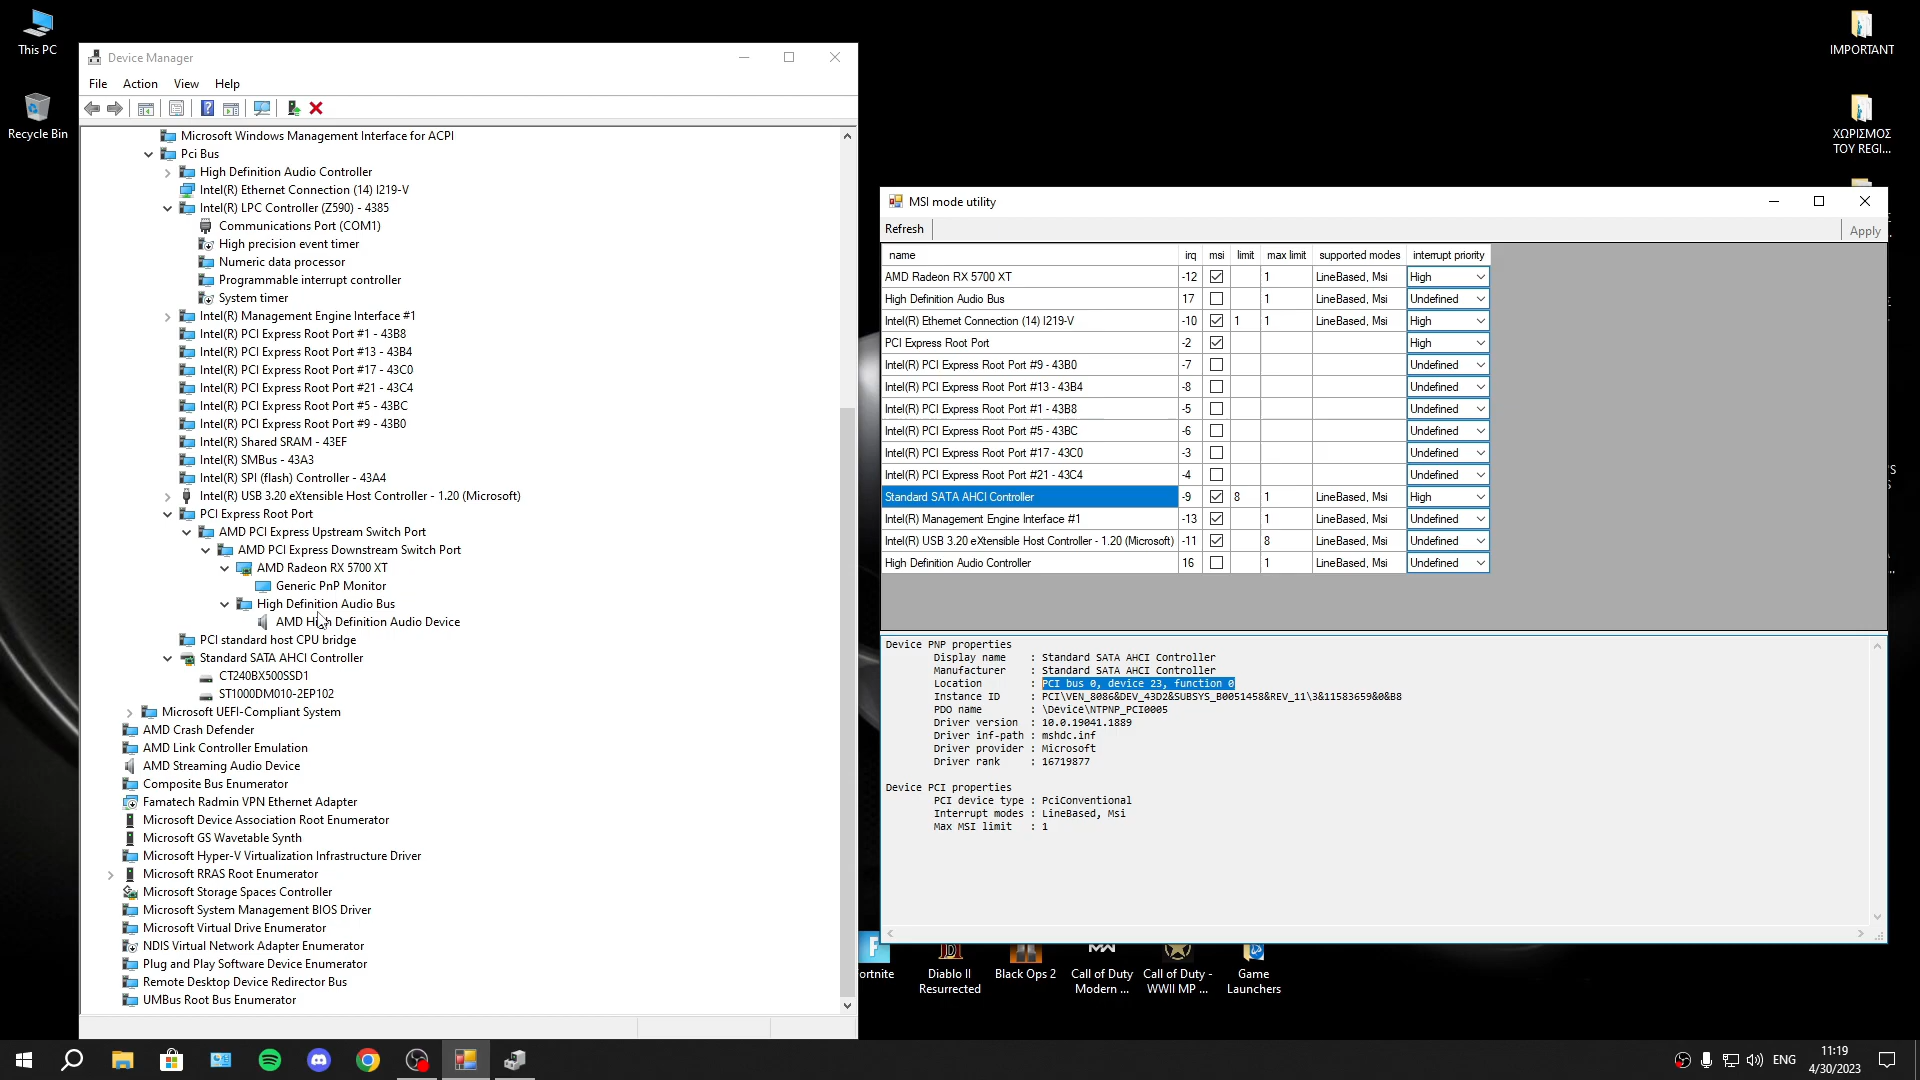 This PC
Recycle Bin
Device Manager
File Action View Help
Microsoft Windows Management Interface for ACPI
Pci Bus
High Definition Audio Controller
Intel(R) Ethernet Connection (14) I219-V
Intel(R) LPC Controller (Z590) - 4385
Communications Port (COM1)
High precision event timer
Numeric data processor
Programmable interrupt controller
System timer
Intel(R) Management Engine Interface #1
Intel(R) PCI Express Root Port #1 - 43B8
Intel(R) PCI Express Root Port #13 - 43B4
Intel(R) PCI Express Root Port #17 - 43C0
Intel(R) PCI Express Root Port #21 - 43C4
Intel(R) PCI Express Root Port #5 - 43BC
Intel(R) PCI Express Root Port #9 - 43B0
Intel(R) Shared SRAM - 43EF
Intel(R) SMBus - 43A3
Intel(R) SPI (flash) Controller - 43A4
Intel(R) USB 3.20 eXtensible Host Controller - 1.20 (Microsoft)
PCI Express Root Port
AMD PCI Express Upstream Switch Port
AMD PCI Express Downstream Switch Port
AMD Radeon RX 5700 XT
Generic PnP Monitor
High Definition Audio Bus
AMD High Definition Audio Device
PCI standard host CPU bridge
Standard SATA AHCI Controller
CT240BX500SSD1
ST1000DM010-2EP102
Microsoft UEFI-Compliant System
AMD Crash Defender
AMD Link Controller Emulation
AMD Streaming Audio Device
Composite Bus Enumerator
Famatech Radmin VPN Ethernet Adapter
Microsoft Device Association Root Enumerator
Microsoft GS Wavetable Synth
Microsoft Hyper-V Virtualization Infrastructure Driver
Microsoft RRAS Root Enumerator
Microsoft Storage Spaces Controller
Microsoft System Management BIOS Driver
Microsoft Virtual Drive Enumerator
NDIS Virtual Network Adapter Enumerator
Plug and Play Software Device Enumerator
Remote Desktop Device Redirector Bus
UMBus Root Bus Enumerator
MSI mode utility
Refresh Apply
name irq msi limit max limit supported modes interrupt priority
AMD Radeon RX 5700 XT -12 1 LineBased, Msi High
High Definition Audio Bus 17 1 LineBased, Msi Undefined
Intel(R) Ethernet Connection (14) I219-V -10 1 1 LineBased, Msi High
PCI Express Root Port -2 High
Intel(R) PCI Express Root Port #9 - 43B0 -7 Undefined
Intel(R) PCI Express Root Port #13 - 43B4 -8 Undefined
Intel(R) PCI Express Root Port #1 - 43B8 -5 Undefined
Intel(R) PCI Express Root Port #5 - 43BC -6 Undefined
Intel(R) PCI Express Root Port #17 - 43C0 -3 Undefined
Intel(R) PCI Express Root Port #21 - 43C4 -4 Undefined
Standard SATA AHCI Controller -9 8 1 LineBased, Msi High
Intel(R) Management Engine Interface #1 -13 1 LineBased, Msi Undefined
Intel(R) USB 3.20 eXtensible Host Controller - 1.20 (Microsoft) -11 8 LineBased, Msi Undefined
High Definition Audio Controller 16 1 LineBased, Msi Undefined
Device PNP properties
Display name : Standard SATA AHCI Controller
Manufacturer : Standard SATA AHCI Controller
Location : PCI bus 0, device 23, function 0
Instance ID : PCI\VEN_8086&DEV_43D2&SUBSYS_B0051458&REV_11\3&11583659&0&B8
PDO name : \Device\NTPNP_PCI0005
Driver version : 10.0.19041.1889
Driver inf-path : mshdc.inf
Driver provider : Microsoft
Driver rank : 16719877
Device PCI properties
PCI device type : PciConventional
Interrupt modes : LineBased, Msi
Max MSI limit : 1
IMPORTANT
ΧΩΡΙΣΜΟΣ
ΤΟΥ REGI...
ortnite
Diablo II
Resurrected
Black Ops 2
Call of Duty
Modern ...
Call of Duty -
WWII MP ...
Game
Launchers
ENG
11:19
4/30/2023